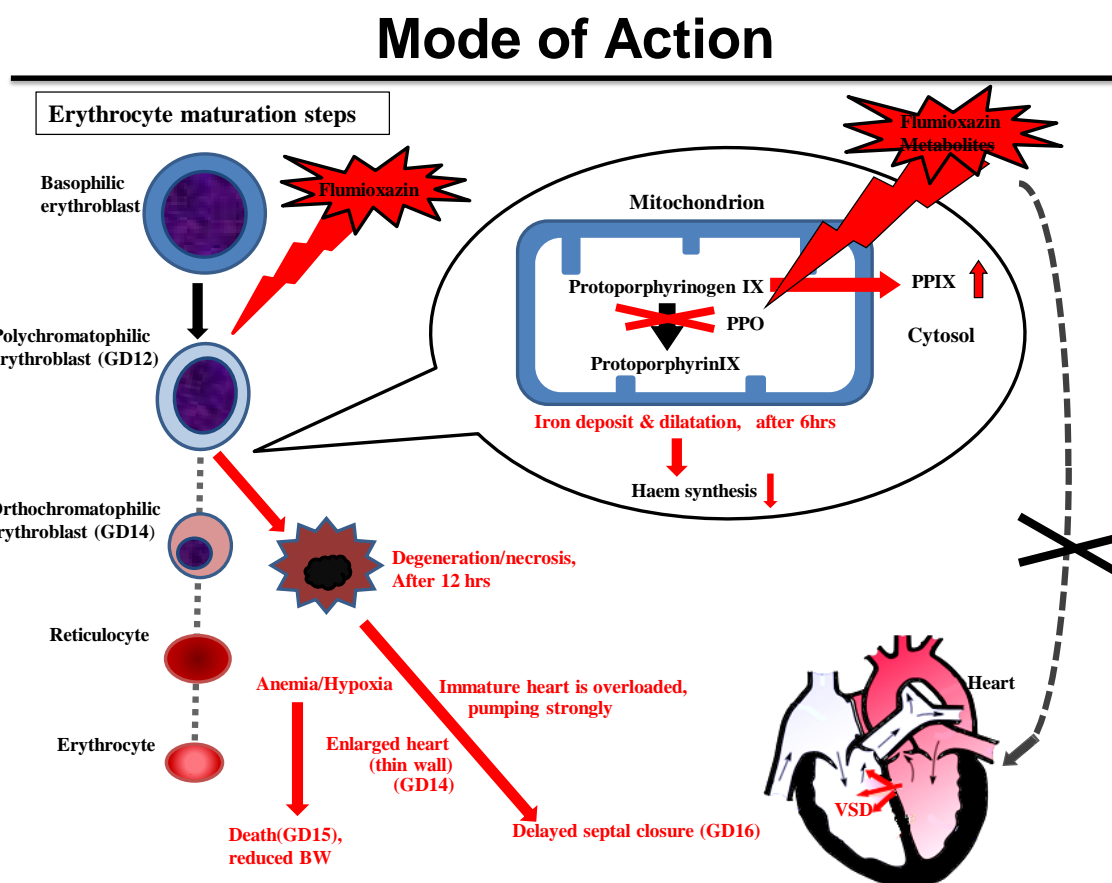 Mode of Action
Erythrocyte maturation steps
Basophilic
erythroblast
Flumioxazin
Flumioxazin
Metabolites
Mitochondrion
Protoporphyrinogen IX
PPIX
PPO
Cytosol
ProtoporphyrinIX
Polychromatophilic
rythroblast (GD12)
Iron deposit & dilatation, after 6hrs
Haem synthesis
Orthochromatophilic
rythroblast (GD14)
Degeneration/necrosis,
After 12 hrs
Reticulocyte
Anemia/Hypoxia
Immature heart is overloaded,
pumping strongly
Heart
Erythrocyte
Enlarged heart
(thin wall)
(GD14)
VSD
Death(GD15),
reduced BW
Delayed septal closure (GD16)